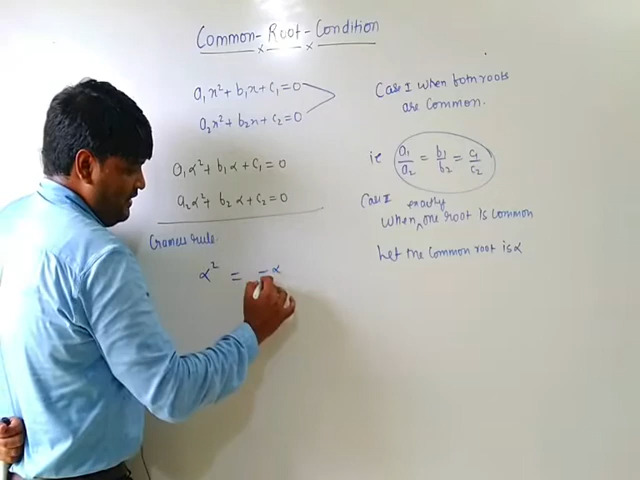 Common-Root-Condition
a₁x² + b₁x + c₁ = 0
a₂x² + b₂x + c₂ = 0
a₁α² + b₁α + c₁ = 0
a₂α² + b₂α + c₂ = 0
Cramers rule
α² = -α
Case I when both roots
are Common.
ie a₁/a₂ = b₁/b₂ = c₁/c₂
Case II exactly
when ^ one root is common
Let the Common root is α